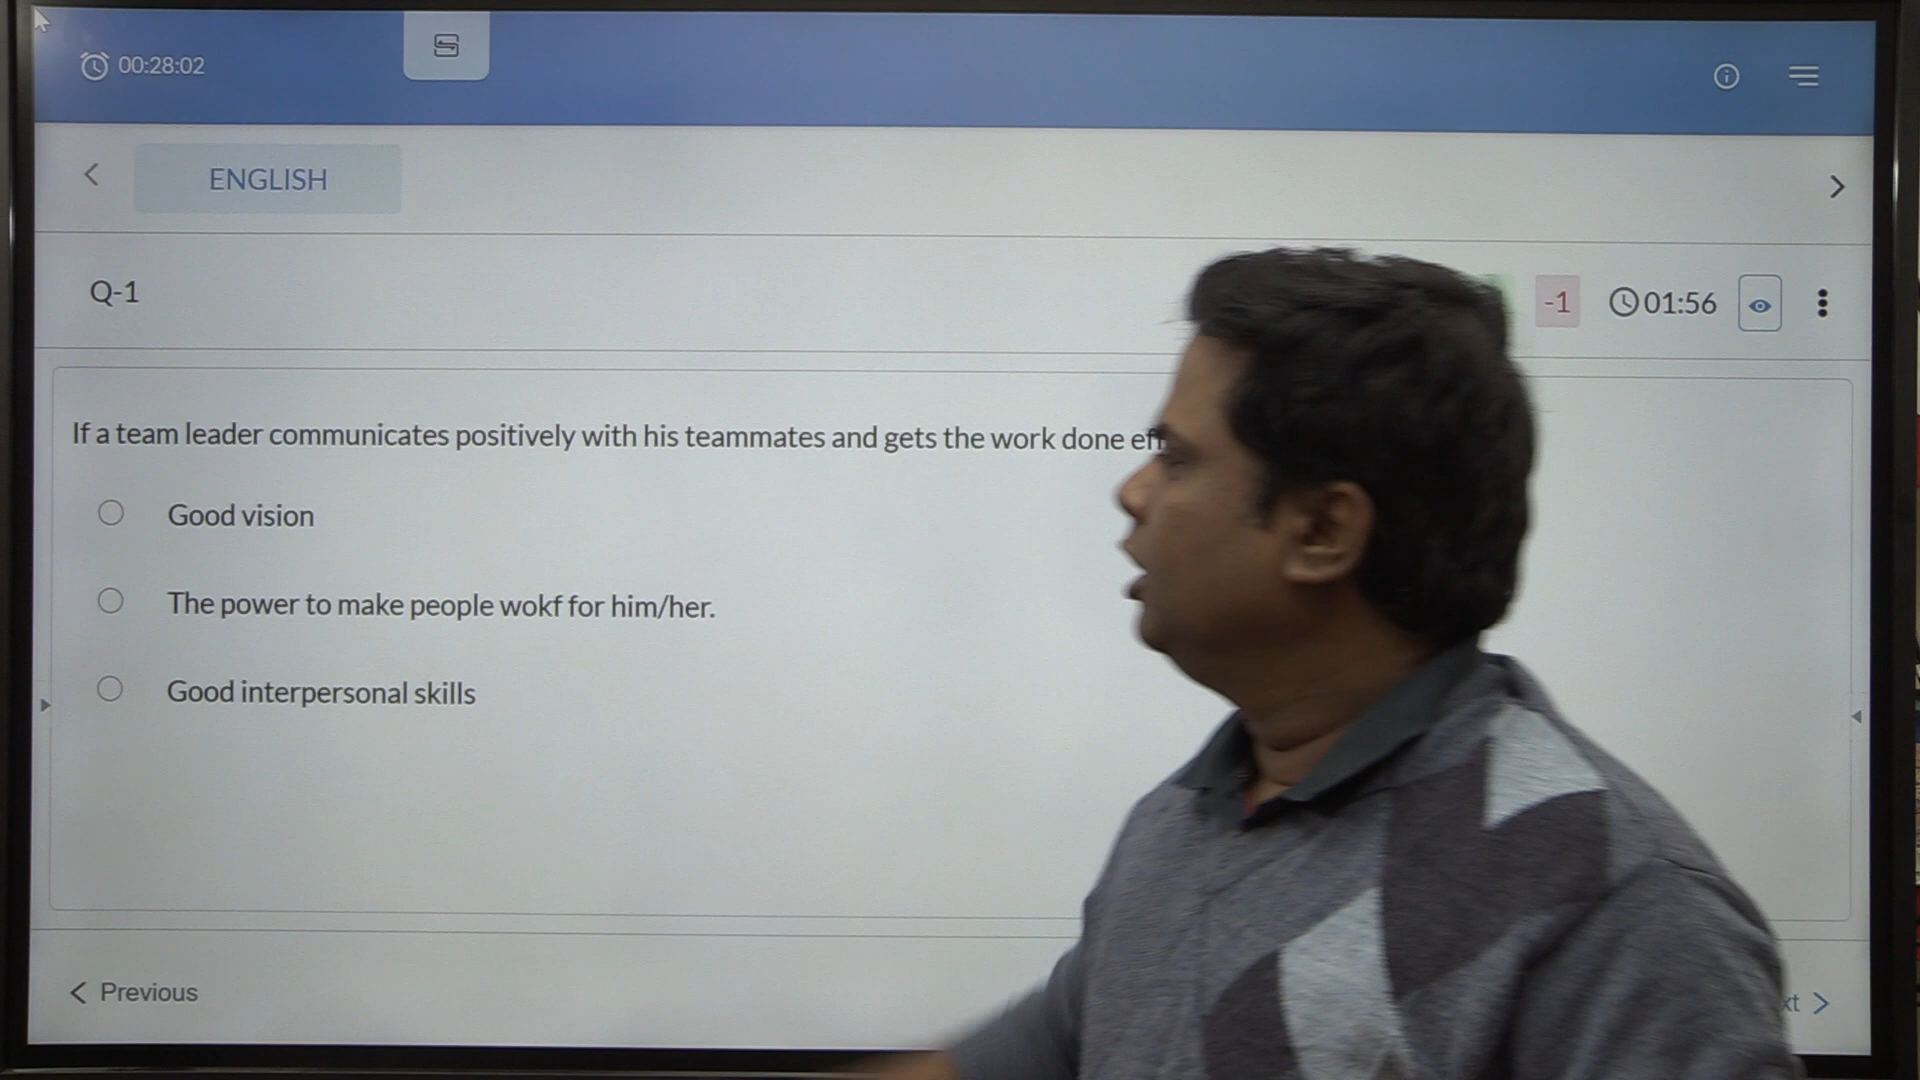 00:28:02
ENGLISH
Q-1
-1
01:56
If a team leader communicates positively with his teammates and gets the work done
Good vision
The power to make people wokf for him/her.
Good interpersonal skills
Previous